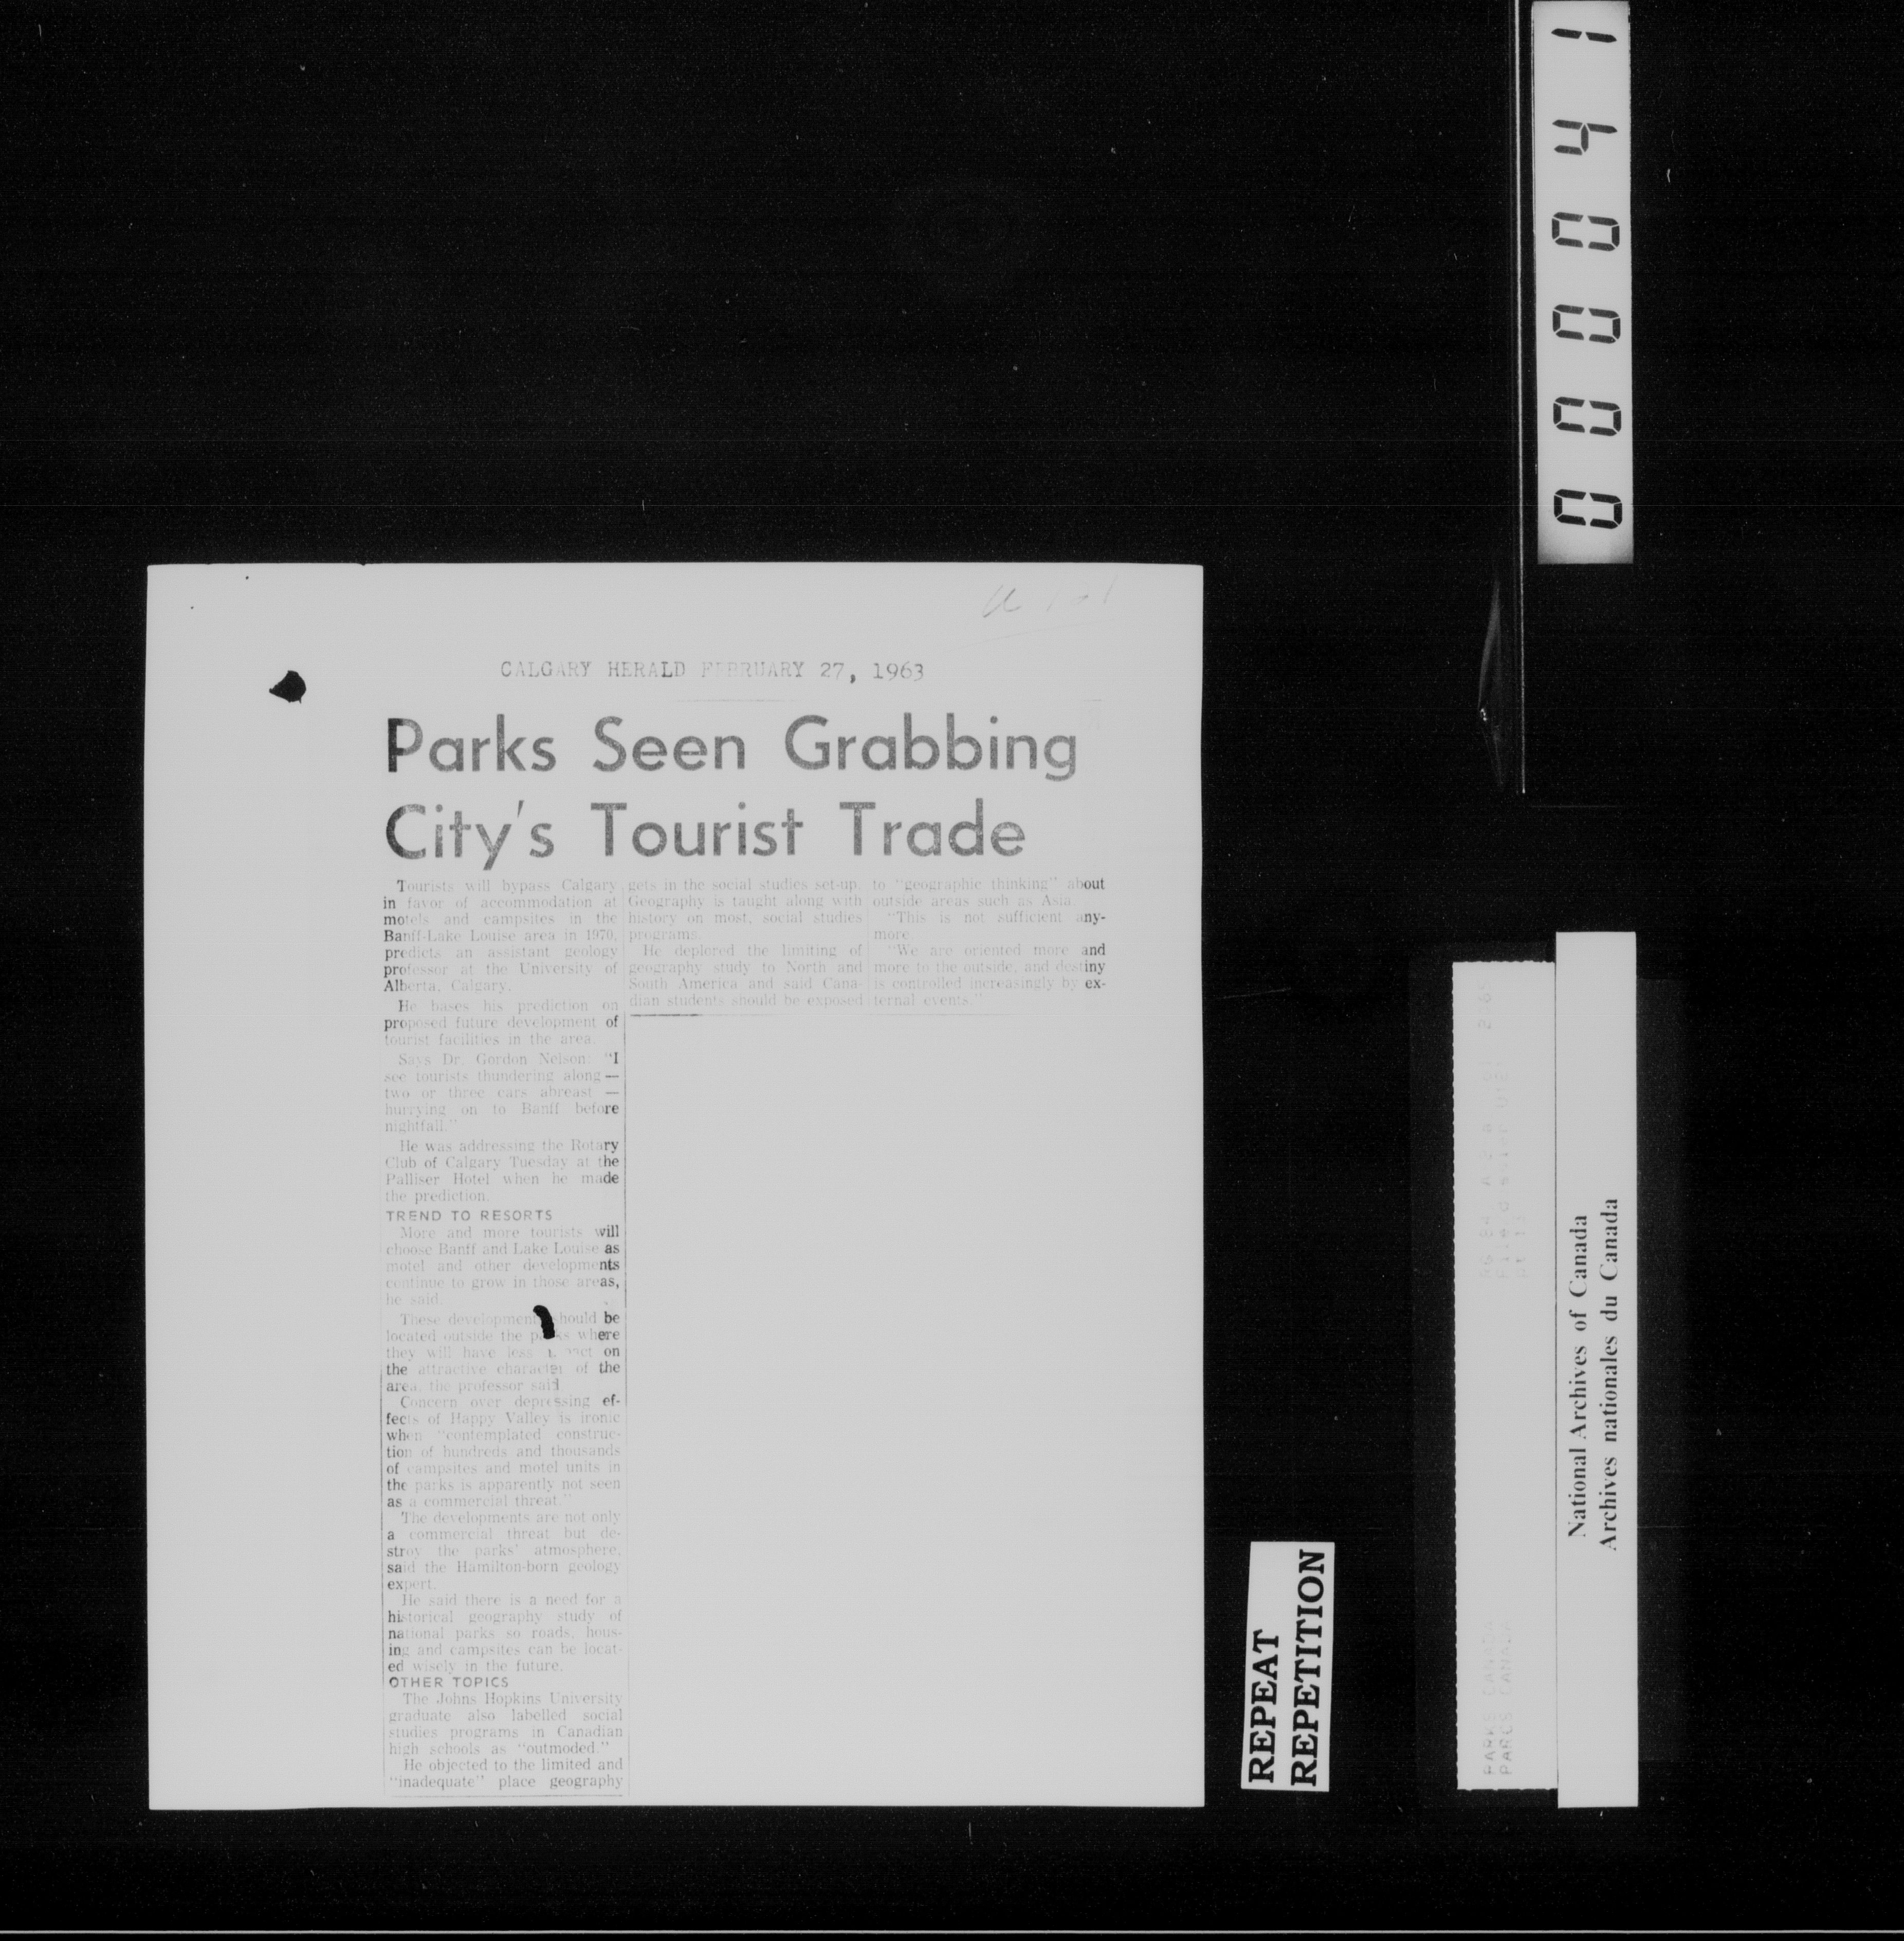 CALGARY HERALD FEBRUARY 27, 1963
Parks Seen Grabbing
City's Tourist Trade
Tourists will bypass Calgary
in favor of accommodation at
motels and campsites in the
Banff-Lake Louise area in 1970,
predicts an assistant geology
professor at the University of
Alberta, Calgary.
He bases his prediction on
proposed future development of
tourist facilities in the area.
Says Dr. Gordon Nelson: "I
see tourists thundering along —
two or three cars abreast —
hurrying on to Banff before
nightfall."
He was addressing the Rotary
Club of Calgary Tuesday at the
Palliser Hotel when he made
the prediction.
TREND TO RESORTS
More and more tourists will
choose Banff and Lake Louise as
motel and other developments
continue to grow in those areas,
he said.
These development should be
located outside the parks where
they will have less on
the attractive character of the
area, the professor said.
Concern over depressing ef-
fects of Happy Valley is ironic
when "contemplated construc-
tion of hundreds and thousands
of campsites and motel units in
the parks is apparently not seen
as a commercial threat."
The developments are not only
a commercial threat but de-
stroy the parks' atmosphere,
said the Hamilton-born geology
expert.
He said there is a need for a
historical geography study of
national parks so roads, hous-
ing and campsites can be locat-
ed wisely in the future.
OTHER TOPICS
The Johns Hopkins University
graduate also labelled social
studies programs in Canadian
high schools as "outmoded."
He objected to the limited and
"inadequate" place geography
gets in the social studies set-up.
Geography is taught along with
history on most, social studies
programs.
He deplored the limiting of
geography study to North and
South America and said Cana-
dian students should be exposed
to "geographic thinking" about
outside areas such as Asia.
"This is not sufficient any-
more.
"We are oriented more and
more to the outside, and destiny
is controlled increasingly by ex-
ternal events."
REPEAT
REPETITION
PARKS CANADA
PARCS CANADA
National Archives of Canada
Archives nationales du Canada
000041